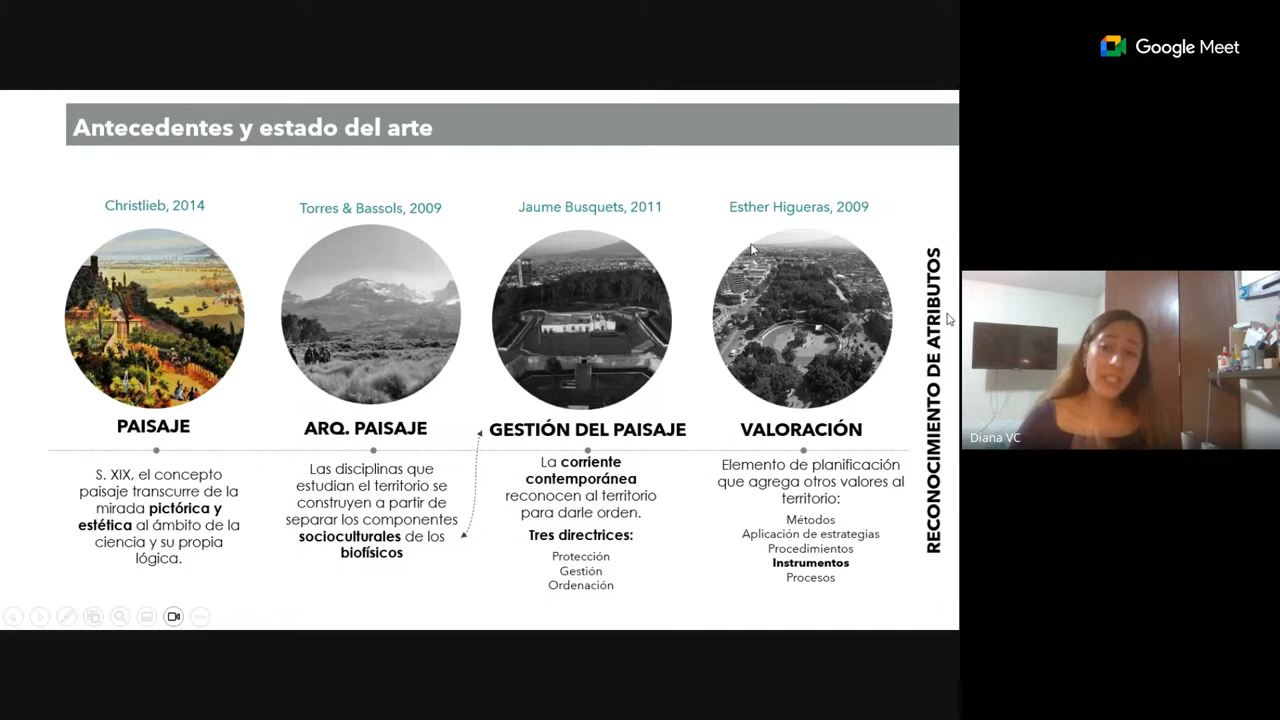 Google Meet
Antecedentes y estado del arte
Christlieb, 2014
PAISAJE
S. XIX, el concepto
paisaje transcurre de la
mirada pictórica y
estética al ámbito de la
ciencia y su propia
lógica.
Torres & Bassols, 2009
ARQ. PAISAJE
Las disciplinas que
estudian el territorio se
construyen a partir de
separar los componentes
socioculturales de los
biofísicos
Jaume Busquets, 2011
GESTIÓN DEL PAISAJE
La corriente
contemporánea
reconocen al territorio
para darle orden.
Tres directrices:
Protección
Gestión
Ordenación
Esther Higueras, 2009
VALORACIÓN
Elemento de planificación
que agrega otros valores al
territorio:
Métodos
Aplicación de estrategias
Procedimientos
Instrumentos
Procesos
RECONOCIMIENTO DE ATRIBUTOS
Diana VC